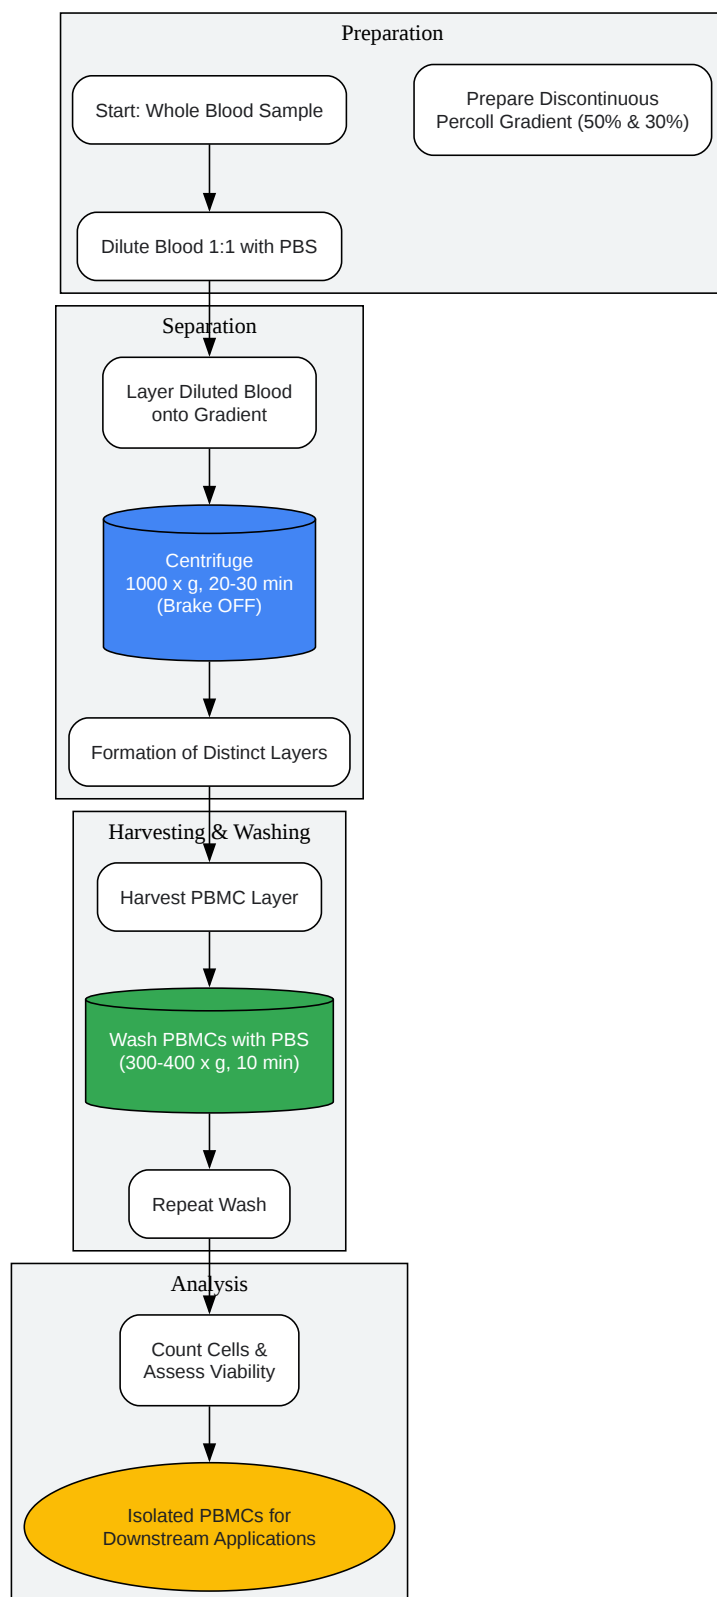 Preparation
Start: Whole Blood Sample
Prepare Discontinuous
Percoll Gradient (50% & 30%)
Dilute Blood 1:1 with PBS
Separation
Layer Diluted Blood
onto Gradient
Centrifuge
1000 x g, 20-30 min
(Brake OFF)
Formation of Distinct Layers
Harvesting & Washing
Harvest PBMC Layer
Wash PBMCs with PBS
(300-400 x g, 10 min)
Repeat Wash
Analysis
Count Cells &
Assess Viability
Isolated PBMCs for
Downstream Applications